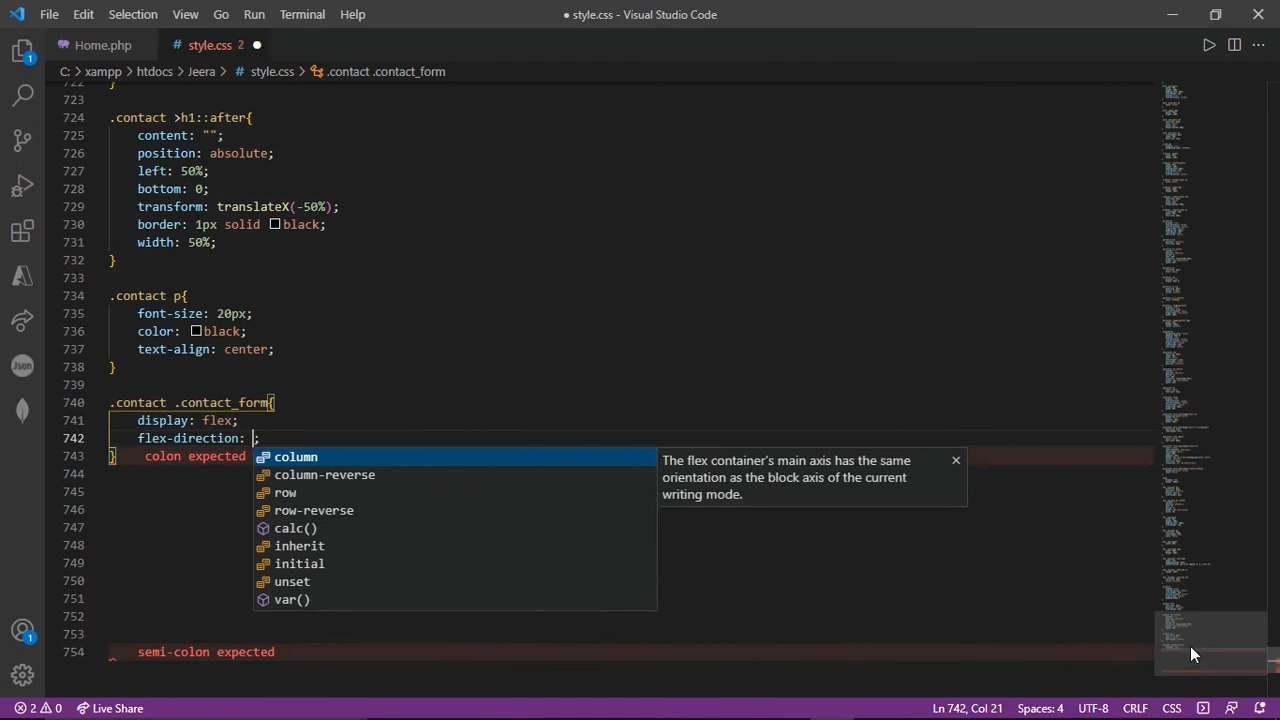 File Edit Selection View Go Run Terminal Help
● style.css - Visual Studio Code
Home.php
# style.css 2 ●
C: > xampp > htdocs > Jeera > # style.css > .contact .contact_form
722 }
723
724 .contact >h1::after{
725 content: "";
726 position: absolute;
727 left: 50%;
728 bottom: 0;
729 transform: translateX(-50%);
730 border: 1px solid black;
731 width: 50%;
732 }
733
734 .contact p{
735 font-size: 20px;
736 color: black;
737 text-align: center;
738 }
739
740 .contact .contact_form{
741 display: flex;
742 flex-direction: ;
743 } colon expected
column
column-reverse
row
row-reverse
calc()
inherit
initial
unset
var()
The flex container's main axis has the same
orientation as the block axis of the current
writing mode.
744
745
746
747
748
749
750
751
752
753
754 semi-colon expected
1
Json
1
2 0 Live Share
Ln 742, Col 21 Spaces: 4 UTF-8 CRLF CSS